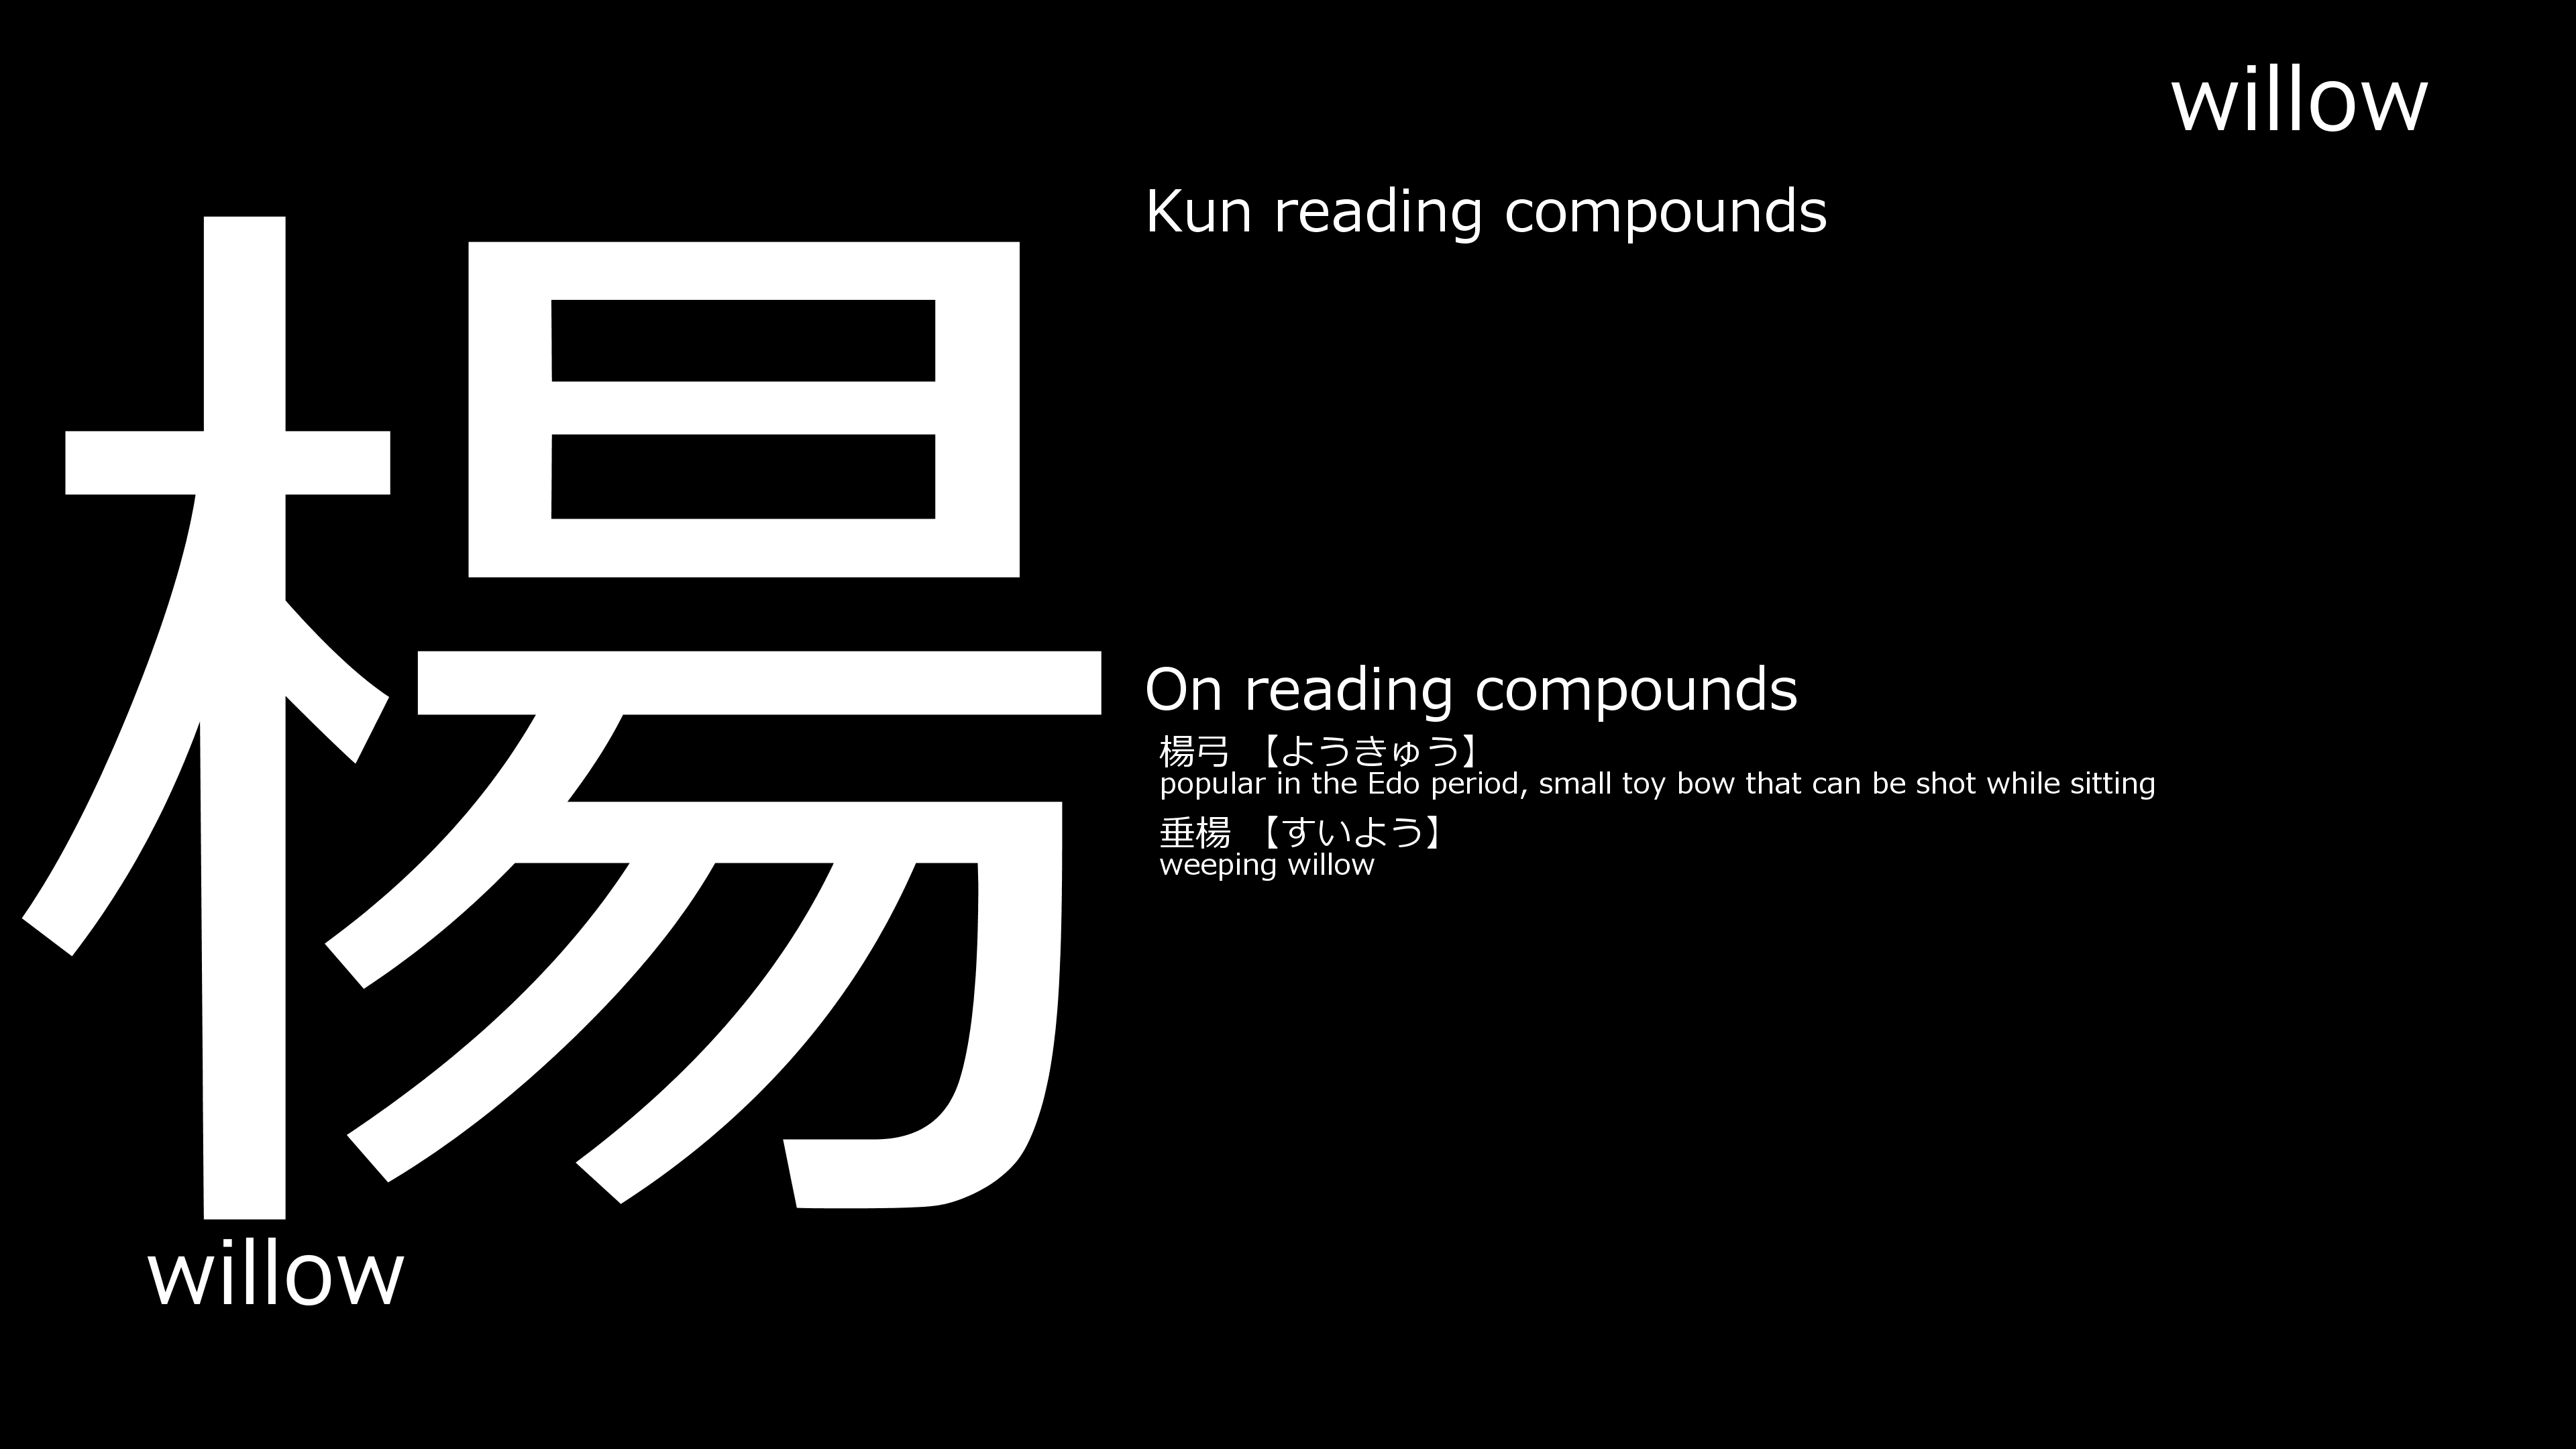 willow
楊
willow
Kun reading compounds
On reading compounds
楊弓 【ようきゅう】
popular in the Edo period, small toy bow that can be shot while sitting
垂楊 【すいよう】
weeping willow